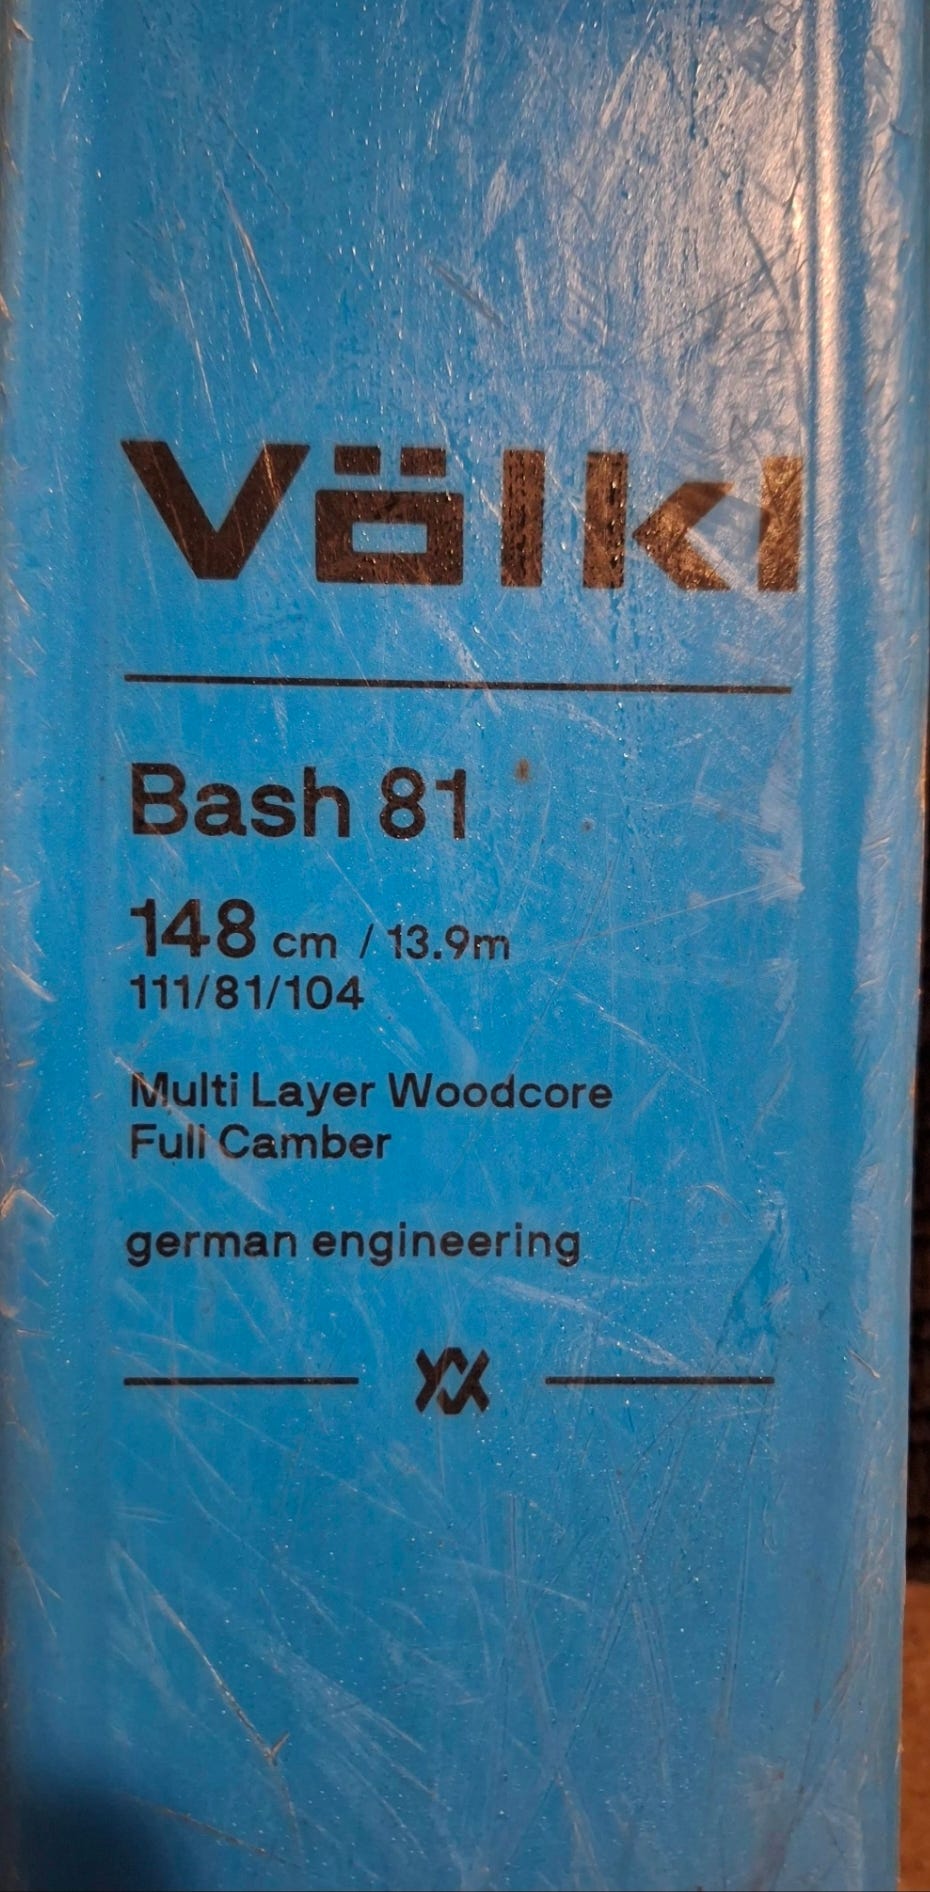 Völkl
Bash 81
148 cm / 13.9m
111/81/104
Multi Layer Woodcore
Full Camber
german engineering